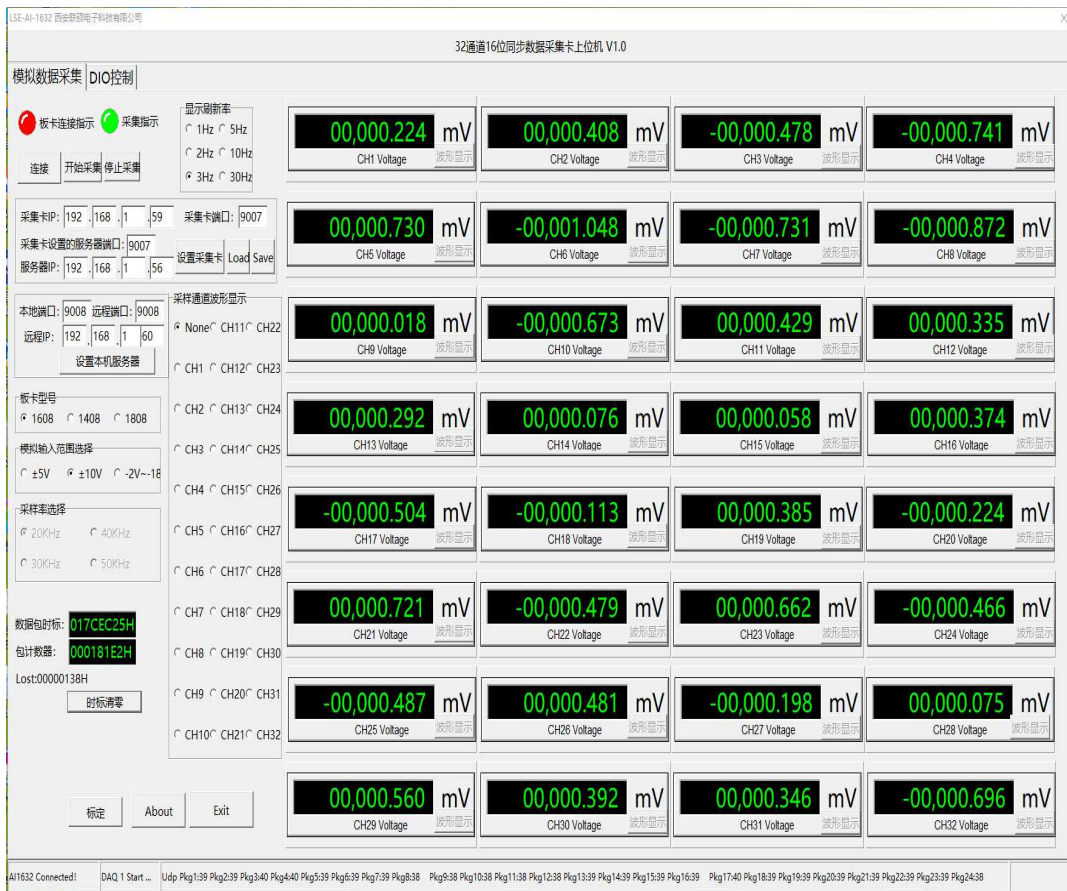 LSE-AI-1632 西安联硕电子科技有限公司
32通道16位同步数据采集卡上位机 V1.0
模拟数据采集 DIO控制
板卡连接指示 采集指示
连接 开始采集 停止采集
显示刷新率
1Hz 5Hz
2Hz 10Hz
3Hz 30Hz
采集卡IP: 192 .168 .1 .59 采集卡端口: 9007
采集卡设置的服务器端口: 9007
服务器IP: 192 .168 .1 .56 设置采集卡 Load Save
本地端口: 9008 远程端口: 9008
远程IP: 192 .168 .1 60
设置本机服务器
板卡型号
1608 1408 1808
模拟输入范围选择
±5V ±10V -2V~-18
采样率选择
20KHz 40KHz
30KHz 50KHz
数据包时标: 017CEC25H
包计数器: 000181E2H
Lost:00000138H
时标清零
标定 About Exit
采样通道波形显示
None CH11 CH22
CH1 CH12 CH23
CH2 CH13 CH24
CH3 CH14 CH25
CH4 CH15 CH26
CH5 CH16 CH27
CH6 CH17 CH28
CH7 CH18 CH29
CH8 CH19 CH30
CH9 CH20 CH31
CH10 CH21 CH32
00,000.224 mV 00,000.408 mV -00,000.478 mV -00,000.741 mV
CH1 Voltage 波形显示 CH2 Voltage 波形显示 CH3 Voltage 波形显示 CH4 Voltage 波形显示
00,000.730 mV -00,001.048 mV -00,000.731 mV -00,000.872 mV
CH5 Voltage 波形显示 CH6 Voltage 波形显示 CH7 Voltage 波形显示 CH8 Voltage 波形显示
00,000.018 mV -00,000.673 mV 00,000.429 mV 00,000.335 mV
CH9 Voltage 波形显示 CH10 Voltage 波形显示 CH11 Voltage 波形显示 CH12 Voltage 波形显示
00,000.292 mV 00,000.076 mV 00,000.058 mV 00,000.374 mV
CH13 Voltage 波形显示 CH14 Voltage 波形显示 CH15 Voltage 波形显示 CH16 Voltage 波形显示
-00,000.504 mV -00,000.113 mV 00,000.385 mV -00,000.224 mV
CH17 Voltage 波形显示 CH18 Voltage 波形显示 CH19 Voltage 波形显示 CH20 Voltage 波形显示
00,000.721 mV -00,000.479 mV 00,000.662 mV -00,000.466 mV
CH21 Voltage 波形显示 CH22 Voltage 波形显示 CH23 Voltage 波形显示 CH24 Voltage 波形显示
-00,000.487 mV 00,000.481 mV -00,000.198 mV 00,000.075 mV
CH25 Voltage 波形显示 CH26 Voltage 波形显示 CH27 Voltage 波形显示 CH28 Voltage 波形显示
00,000.560 mV 00,000.392 mV 00,000.346 mV -00,000.696 mV
CH29 Voltage 波形显示 CH30 Voltage 波形显示 CH31 Voltage 波形显示 CH32 Voltage 波形显示
AI1632 Connected! DAQ 1 Start ... Udp Pkg1:39 Pkg2:39 Pkg3:40 Pkg4:40 Pkg5:39 Pkg6:39 Pkg7:39 Pkg8:38 Pkg9:38 Pkg10:38 Pkg11:38 Pkg12:38 Pkg13:39 Pkg14:39 Pkg15:39 Pkg16:39 Pkg17:40 Pkg18:39 Pkg19:39 Pkg20:39 Pkg21:39 Pkg22:39 Pkg23:39 Pkg24:38